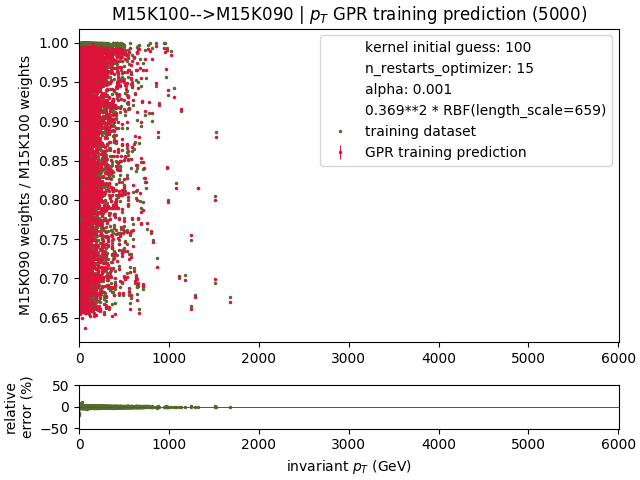 M15K100-->M15K090 | pT GPR training prediction (5000)
kernel initial guess: 100
n_restarts_optimizer: 15
alpha: 0.001
0.369**2 * RBF(length_scale=659)
training dataset
GPR training prediction
M15K090 weights / M15K100 weights
1.00
0.95
0.90
0.85
0.80
0.75
0.70
0.65
0 1000 2000 3000 4000 5000 6000
relative
error (%)
50
0
−50
0 1000 2000 3000 4000 5000 6000
invariant pT (GeV)